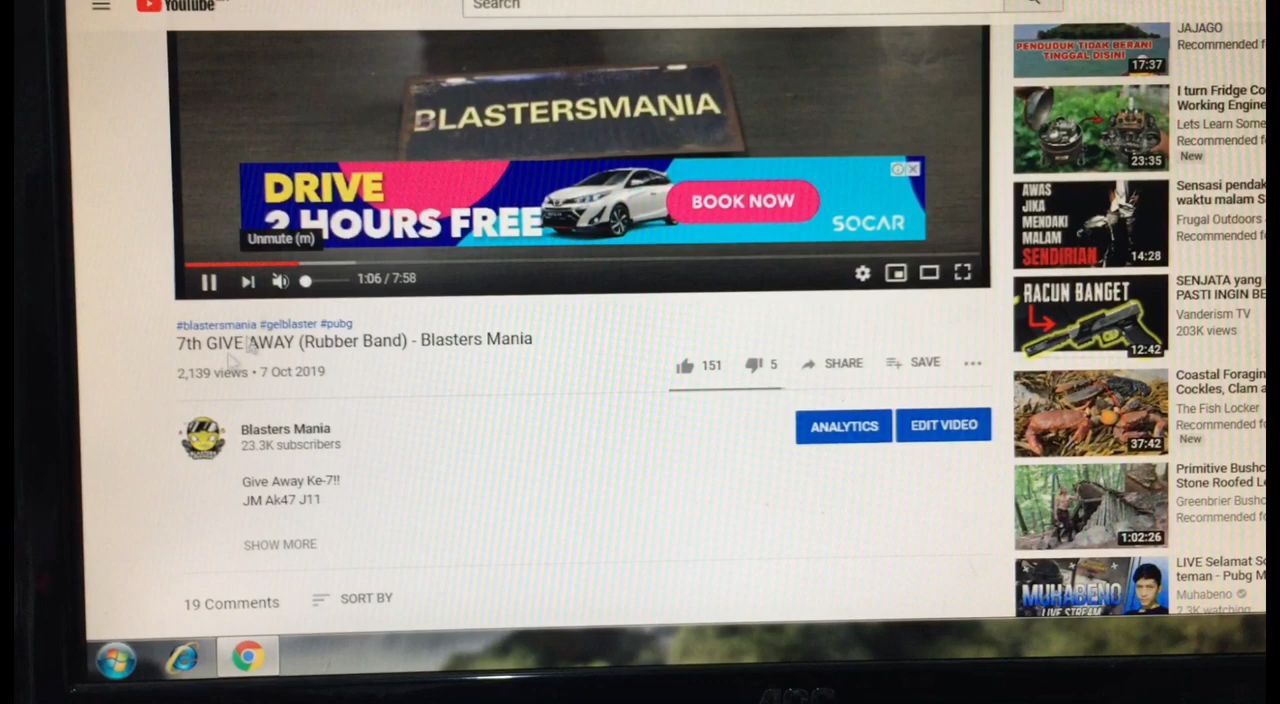 YouTube
Search
BLASTERSMANIA
DRIVE
2 HOURS FREE
BOOK NOW
SOCAR
Unmute (m)
1:06 / 7:58
#blastersmania #gelblaster #pubg
7th GIVE AWAY (Rubber Band) - Blasters Mania
2,139 views • 7 Oct 2019
151
5
SHARE
SAVE
Blasters Mania
23.3K subscribers
ANALYTICS
EDIT VIDEO
Give Away Ke-7!!
JM Ak47 J11
SHOW MORE
19 Comments
SORT BY
PENDUDUK TIDAK BERANI
TINGGAL DISINI
17:37
JAJAGO
Recommended
23:35
I turn Fridge
Working Engine
Lets Learn Some
Recommended
New
AWAS
JIKA
MENDAKI
MALAM
SENDIRIAN
14:28
Sensasi
waktu malam
Frugal Outdoors
Recommended
RACUN BANGET
12:42
SENJATA yang
PASTI INGIN
Vanderism TV
203K views
37:42
Coastal
Cockles, Clam
The Fish Locker
Recommended
New
1:02:26
Primitive
Stone Roofed
Greenbrier
Recommended
MUHABENO
LIVE STREAM
LIVE Selamat
teman - Pubg
Muhabeno
2.3K watching